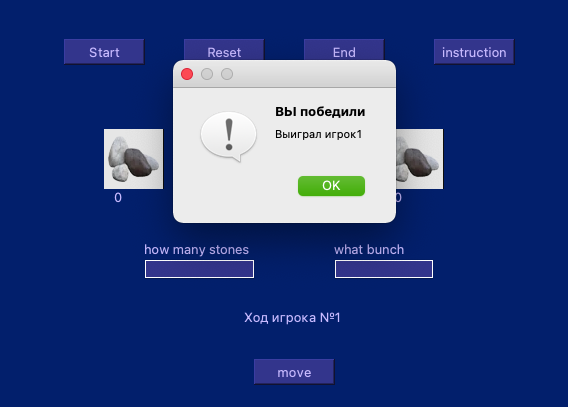 Start
Reset
End
instruction
ВЫ победили
Выиграл игрок1
OK
0
0
how many stones
what bunch
Ход игрока №1
move